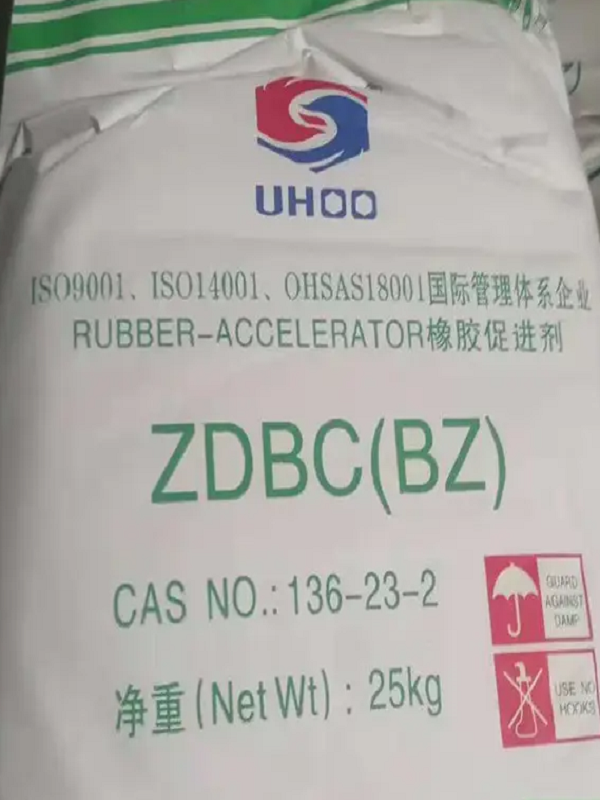 UHOO
ISO9001、ISO14001、OHSAS18001国际管理体系企业
RUBBER-ACCELERATOR橡胶促进剂
ZDBC(BZ)
CAS NO.:136-23-2
GUARD
AGAINST
DAMP
净重(Net Wt):25kg
USE NO
HOOKS